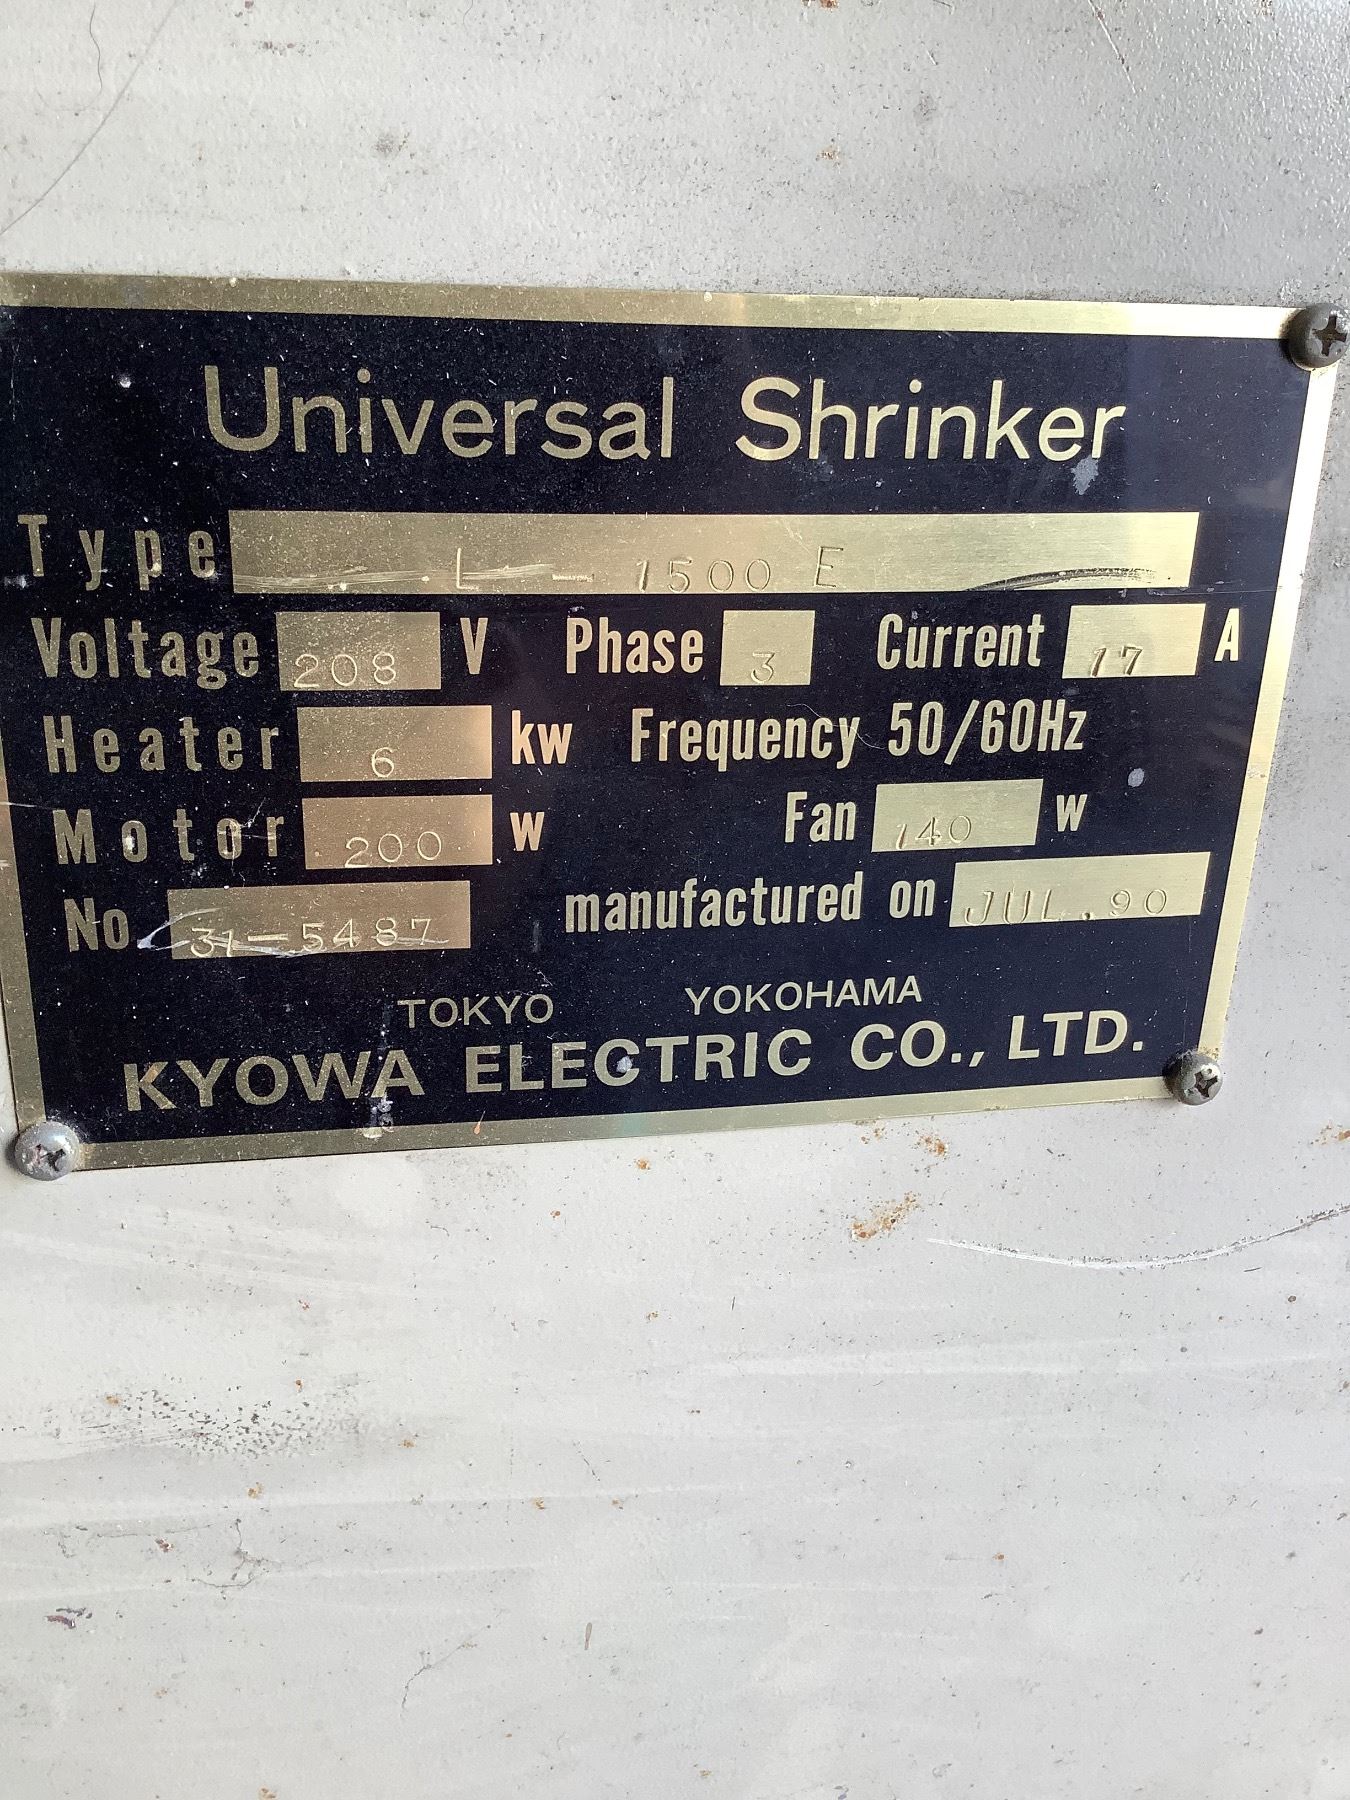 Universal Shrinker
Type L - 1500 E
Voltage 208 V Phase 3 Current 17 A
Heater 6 kw Frequency 50/60Hz
Motor 200 w Fan 140 w
No 31-5487 manufactured on JUL.90
TOKYO YOKOHAMA
KYOWA ELECTRIC CO., LTD.